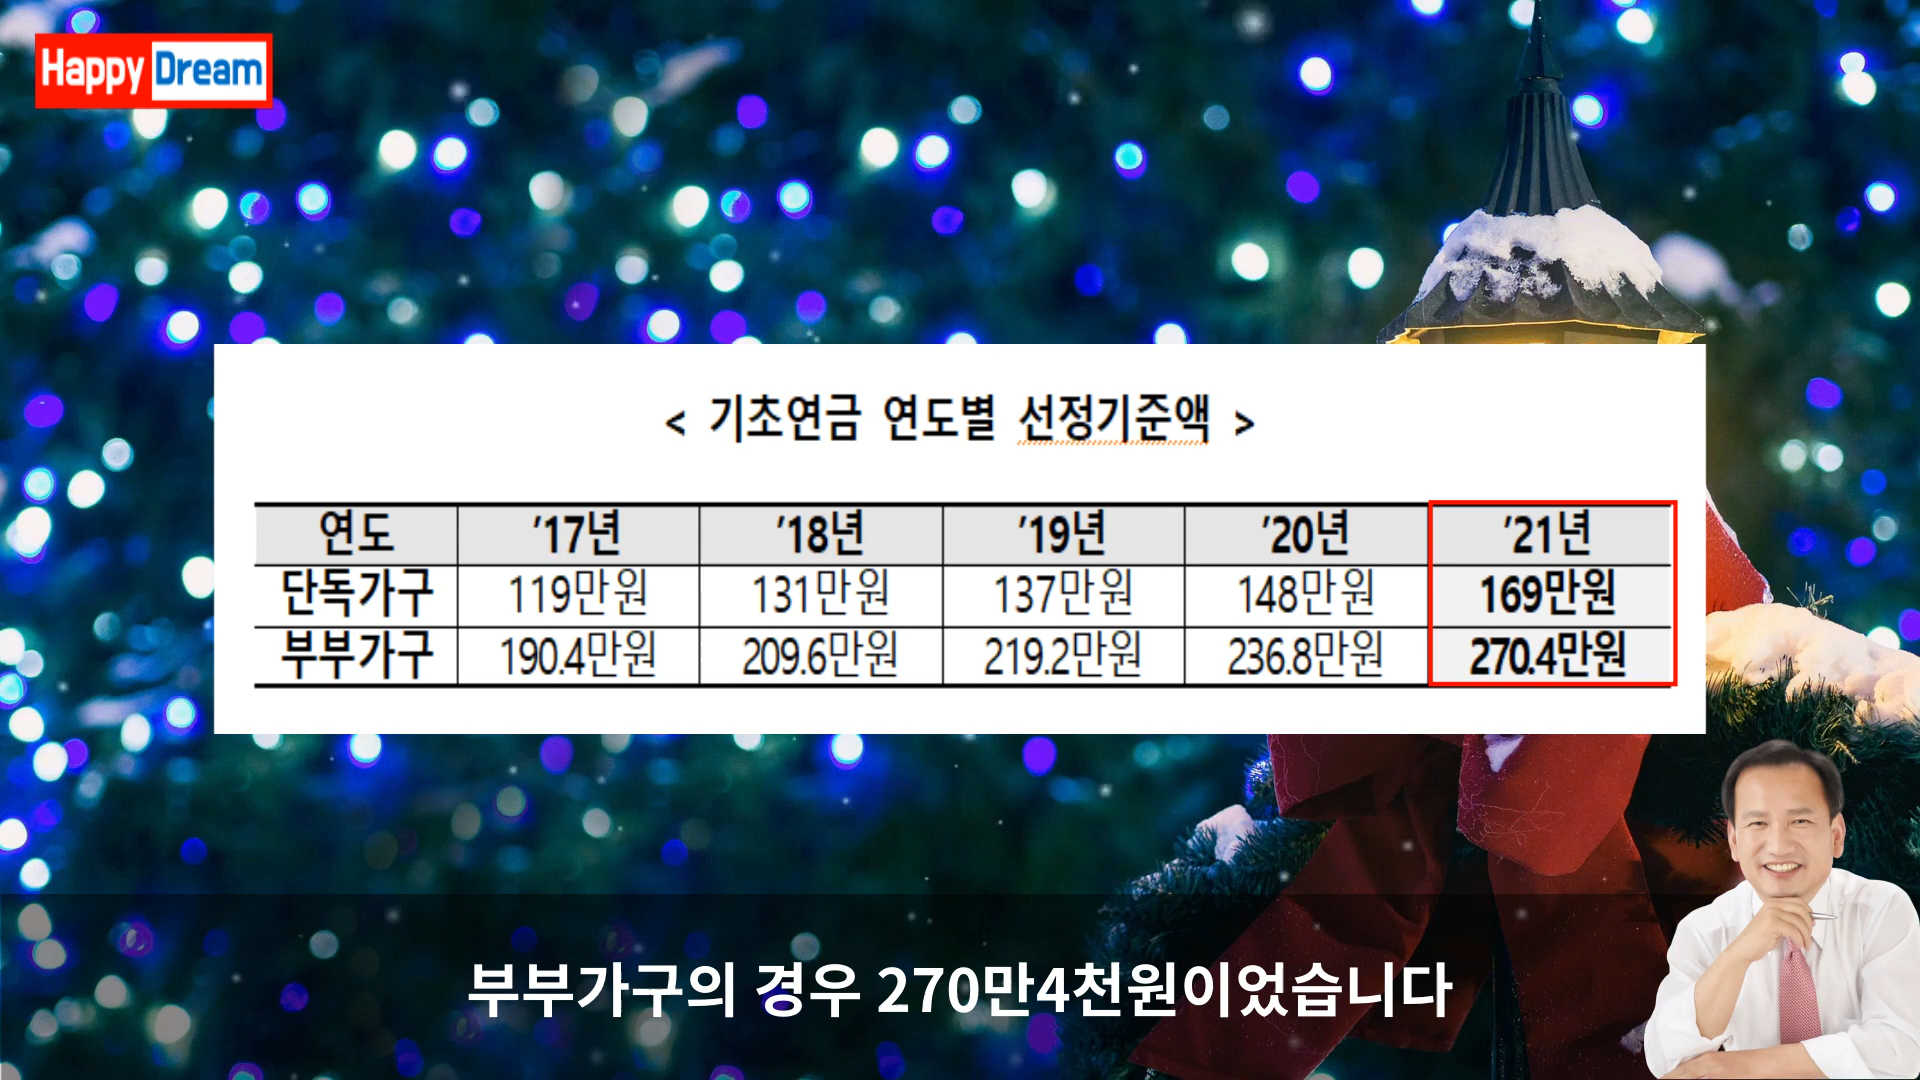 Happy Dream
< 기초연금 연도별 선정기준액 >
연도 '17년 '18년 '19년 '20년 '21년
단독가구 119만원 131만원 137만원 148만원 169만원
부부가구 190.4만원 209.6만원 219.2만원 236.8만원 270.4만원
부부가구의 경우 270만4천원이었습니다